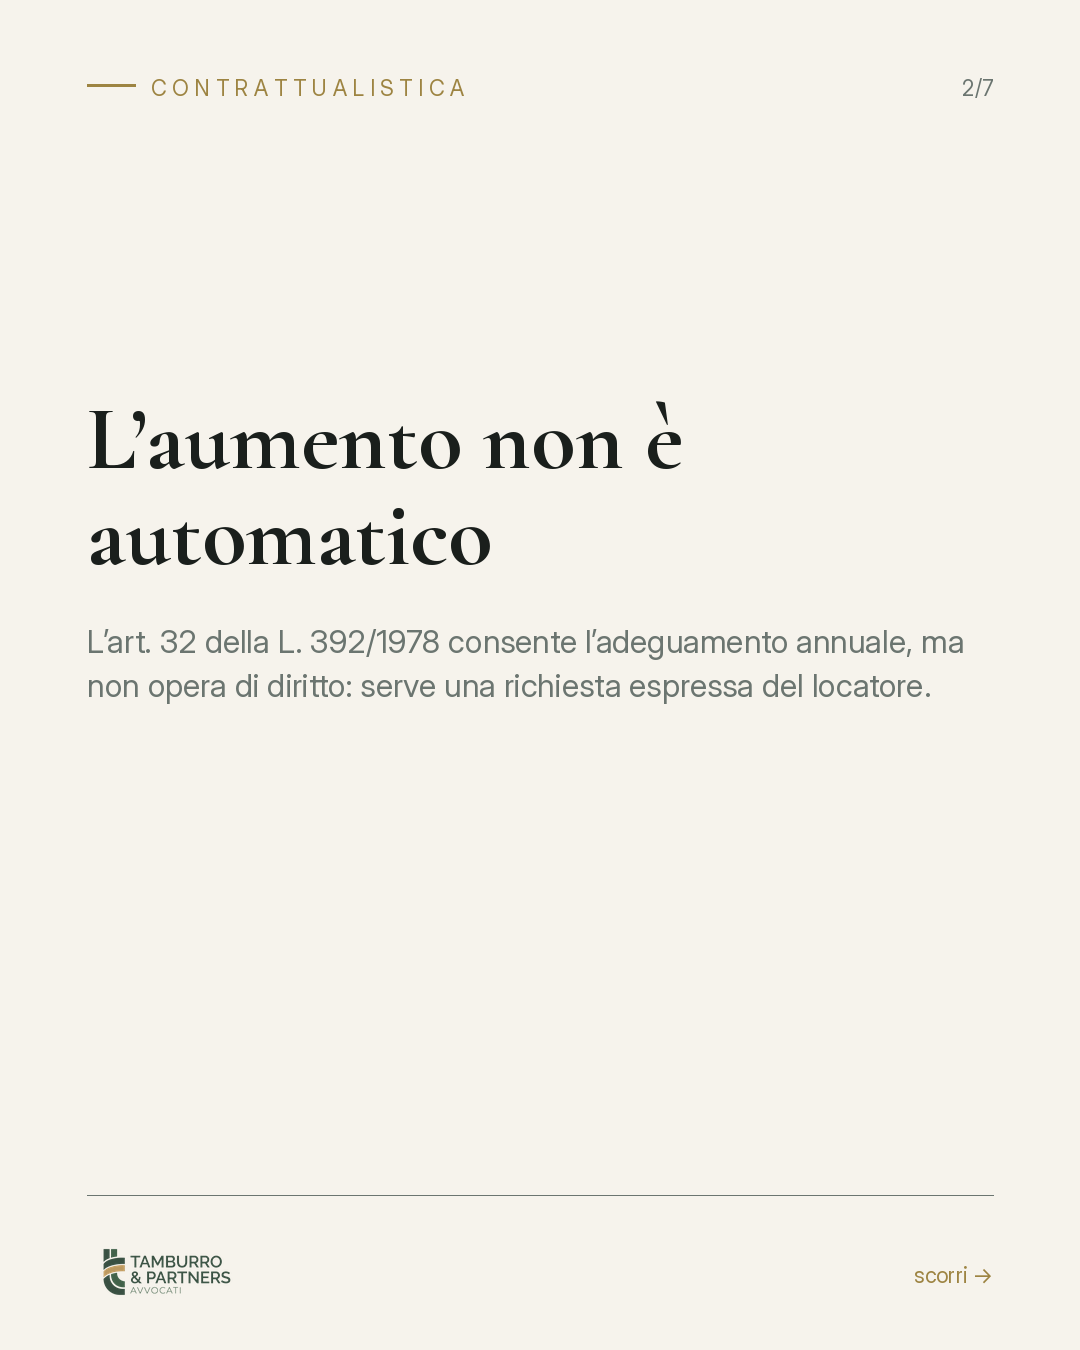 CONTRATTUALISTICA
2/7
L’aumento non è
automatico
L’art. 32 della L. 392/1978 consente l’adeguamento annuale, ma
non opera di diritto: serve una richiesta espressa del locatore.
TAMBURRO
& PARTNERS
AVVOCATI
scorri →